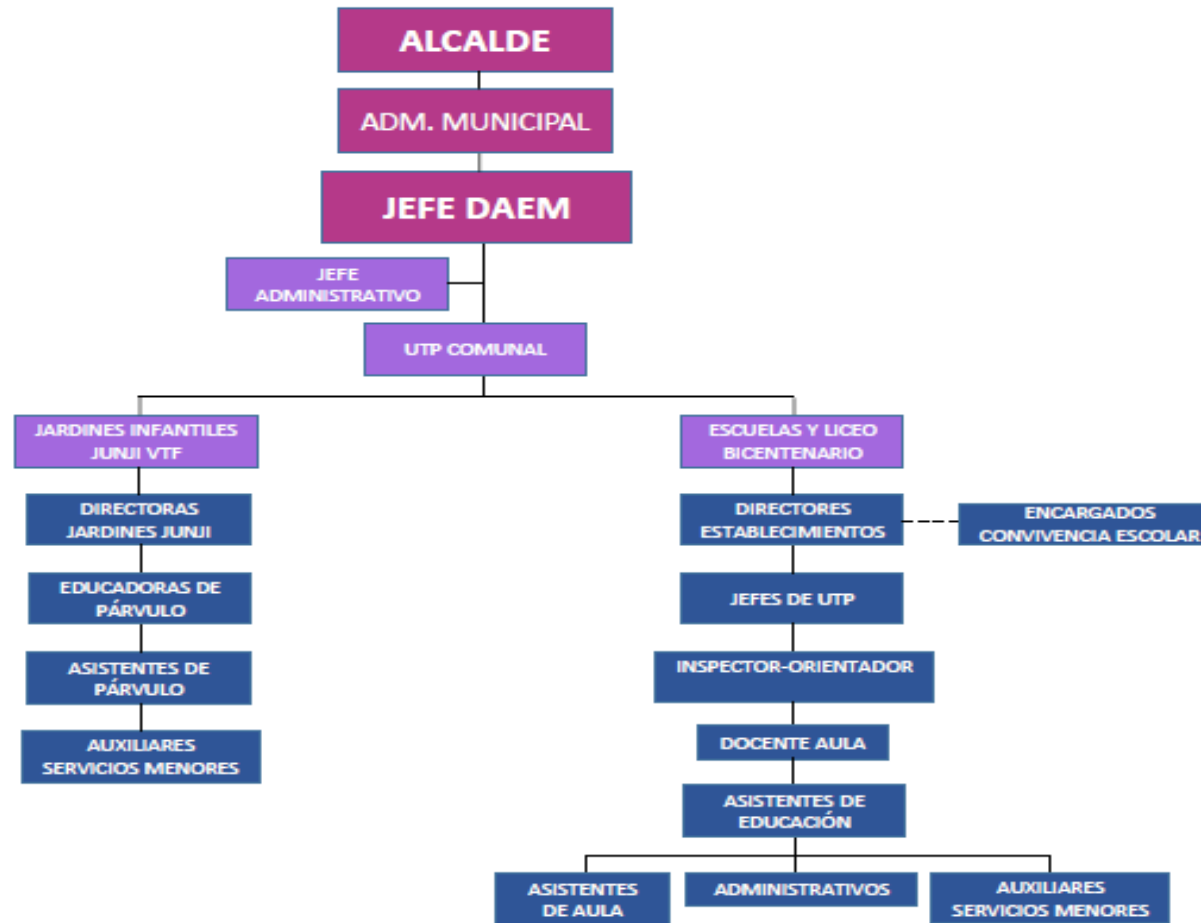 ALCALDE
ADM. MUNICIPAL
JEFE DAEM
JEFE
ADMINISTRATIVO
UTP COMUNAL
JARDINES INFANTILES
JUNJI VTF
ESCUELAS Y LICEO
BICENTENARIO
DIRECTORAS
JARDINES JUNJI
DIRECTORES
ESTABLECIMIENTOS
ENCARGADOS
CONVIVENCIA ESCOLAR
EDUCADORAS DE
PÁRVULO
JEFES DE UTP
ASISTENTES DE
PÁRVULO
INSPECTOR-ORIENTADOR
AUXILIARES
SERVICIOS MENORES
DOCENTE AULA
ASISTENTES DE
EDUCACIÓN
ASISTENTES
DE AULA
ADMINISTRATIVOS
AUXILIARES
SERVICIOS MENORES